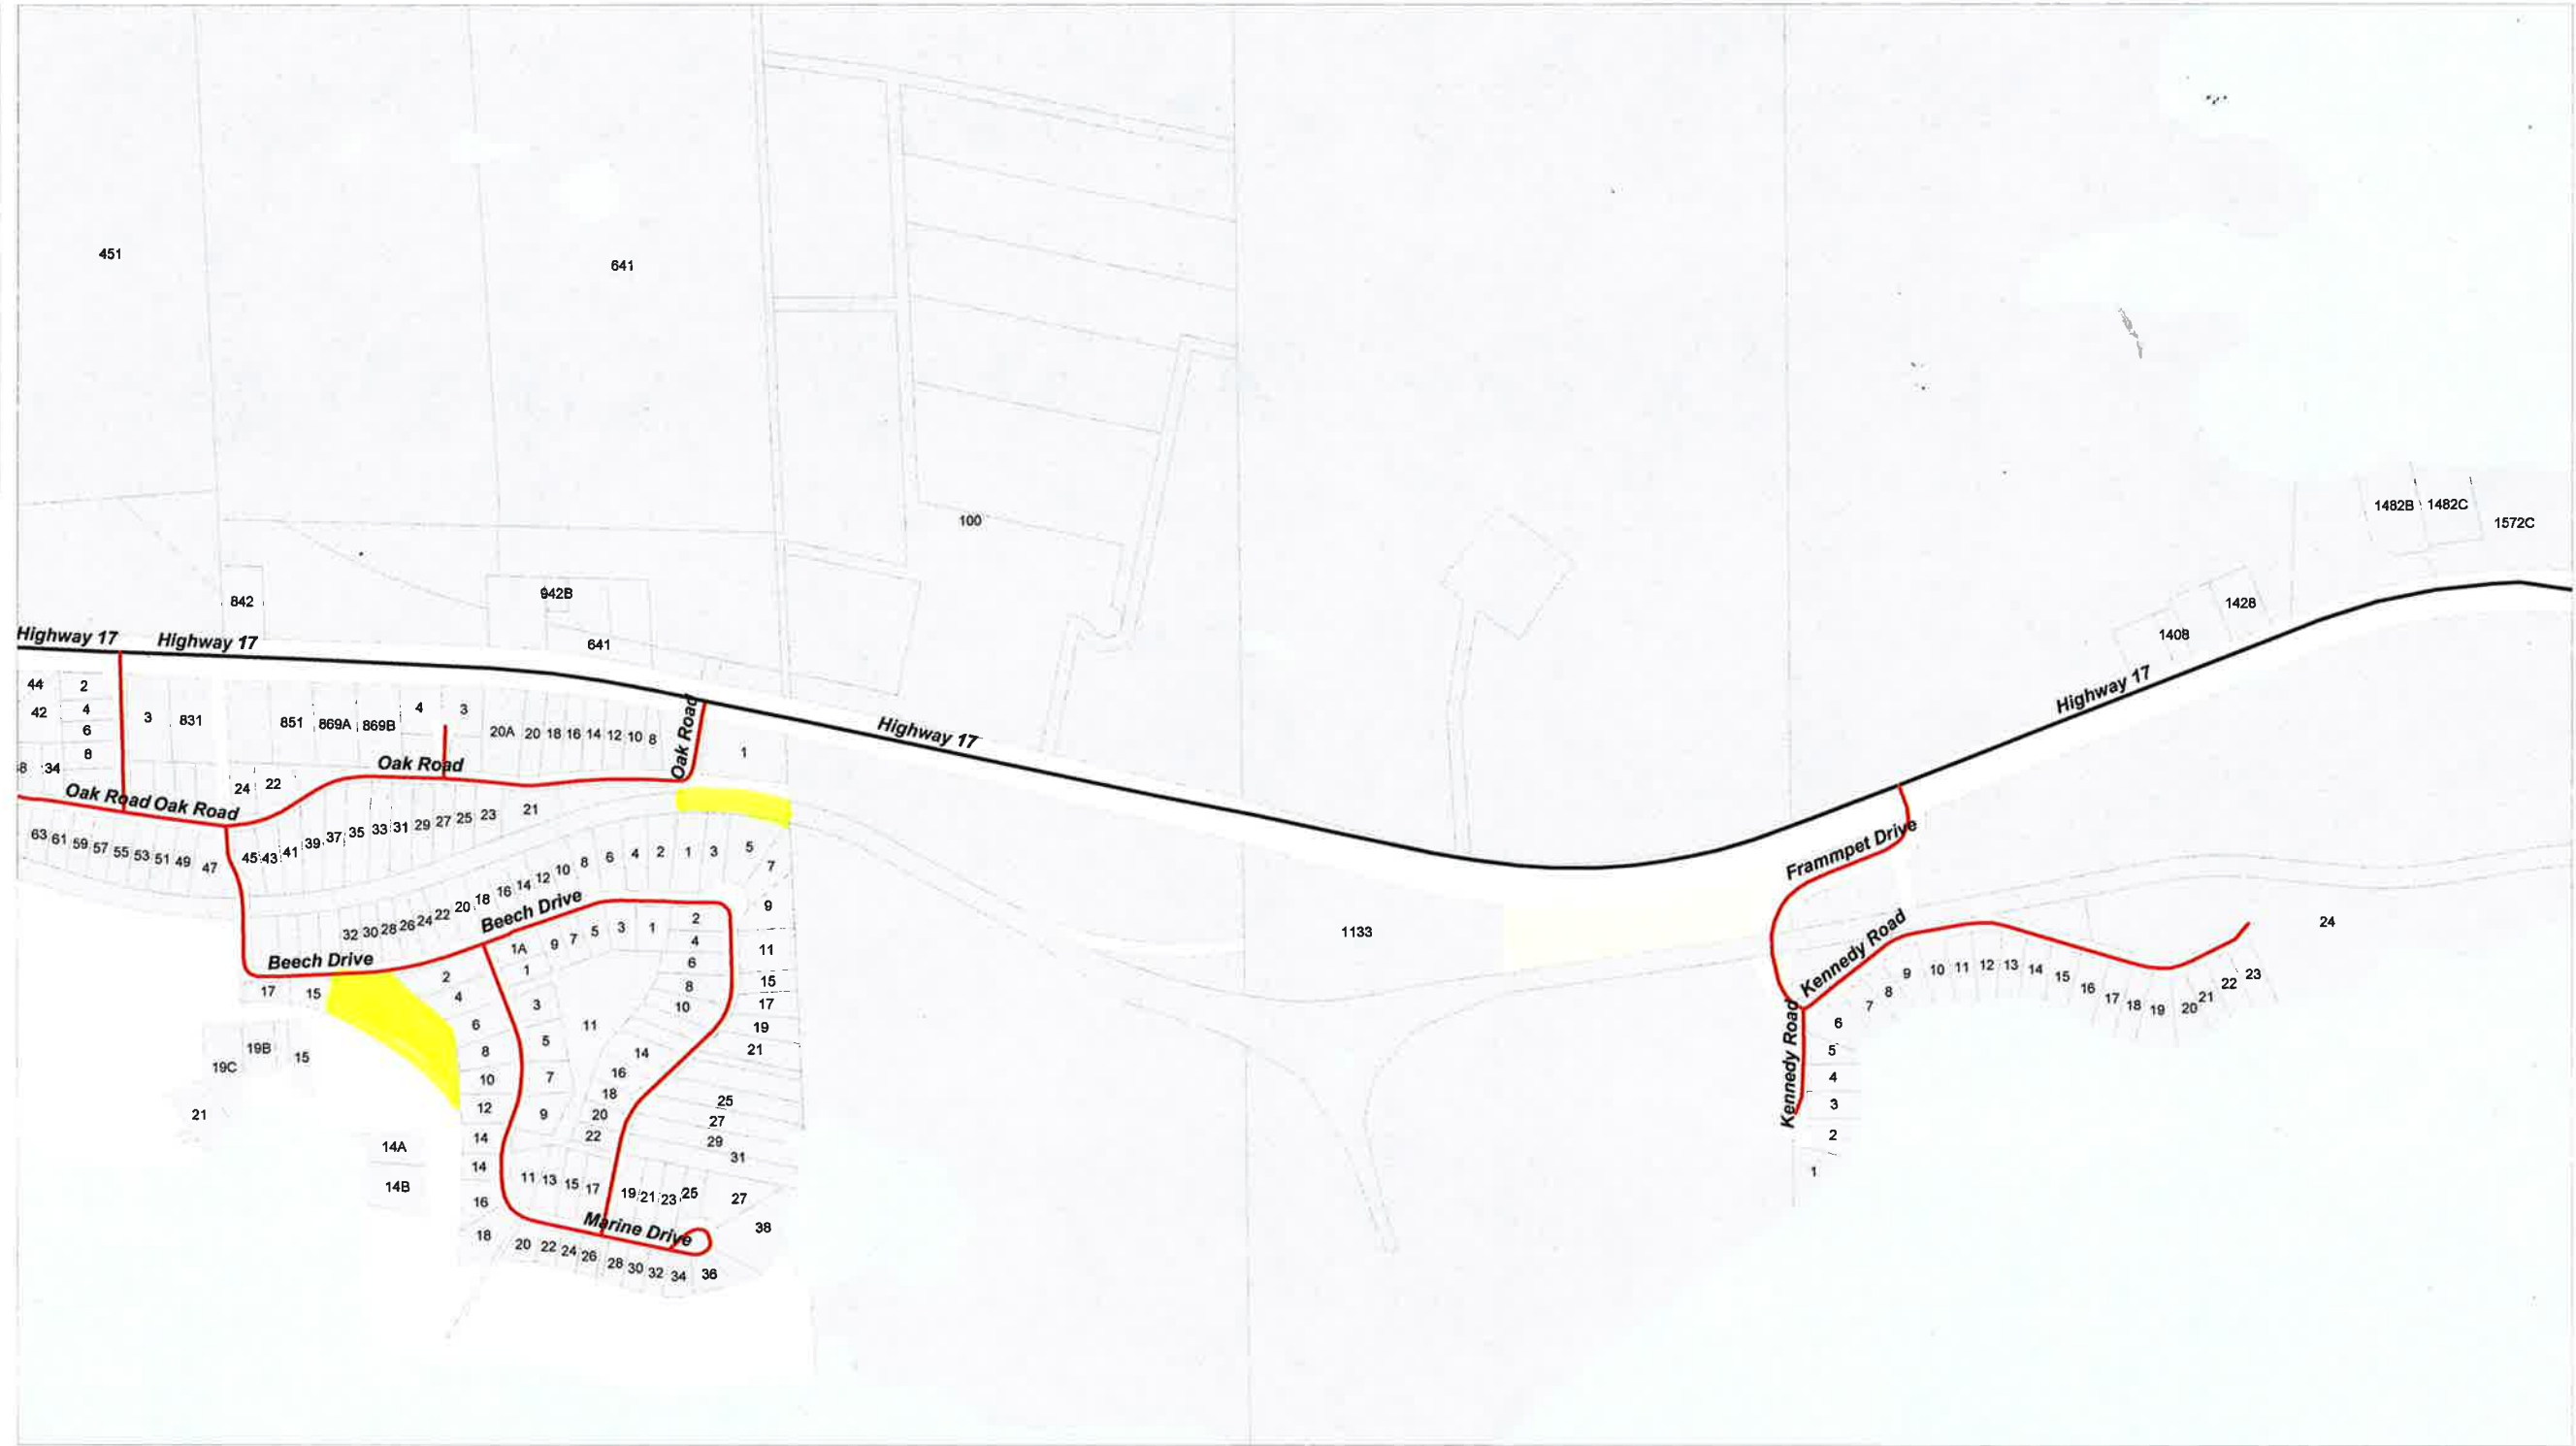 451
641
100
1482B 1482C
1572C
842
942B
1428
1408
641
Highway 17
Highway 17
Highway 17
Highway 17
44
2
42
4
6
8
34
3
831
851
869A
869B
4
3
20A 20 18 16 14 12 10 8
Oak Road
1
Oak Road
24
22
Oak Road Oak Road
63 61 59 57 55 53 51 49 47
45 43 41 39 37 35 33 31 29 27 25 23 21
32 30 28 26 24 22 20 18 16 14 12 10 8 6 4 2 1 3 5
7
9
11
15
17
19
21
25
27
29
31
27
38
Beech Drive
Beech Drive
17
15
19B
15
19C
21
14A
14B
2
4
6
8
10
12
14
14
16
18
1A 9 7 5 3 1
1
3
5
7
9
11
2
4
6
8
10
14
16
18
20
22
11 13 15 17
19 21 23 25
Marine Drive
20 22 24 26 28 30 32 34 36
1133
Frammpet Drive
Kennedy Road
Kennedy Road
24
7 8 9 10 11 12 13 14 15 16 17 18 19 20 21 22 23
6
5
4
3
2
1